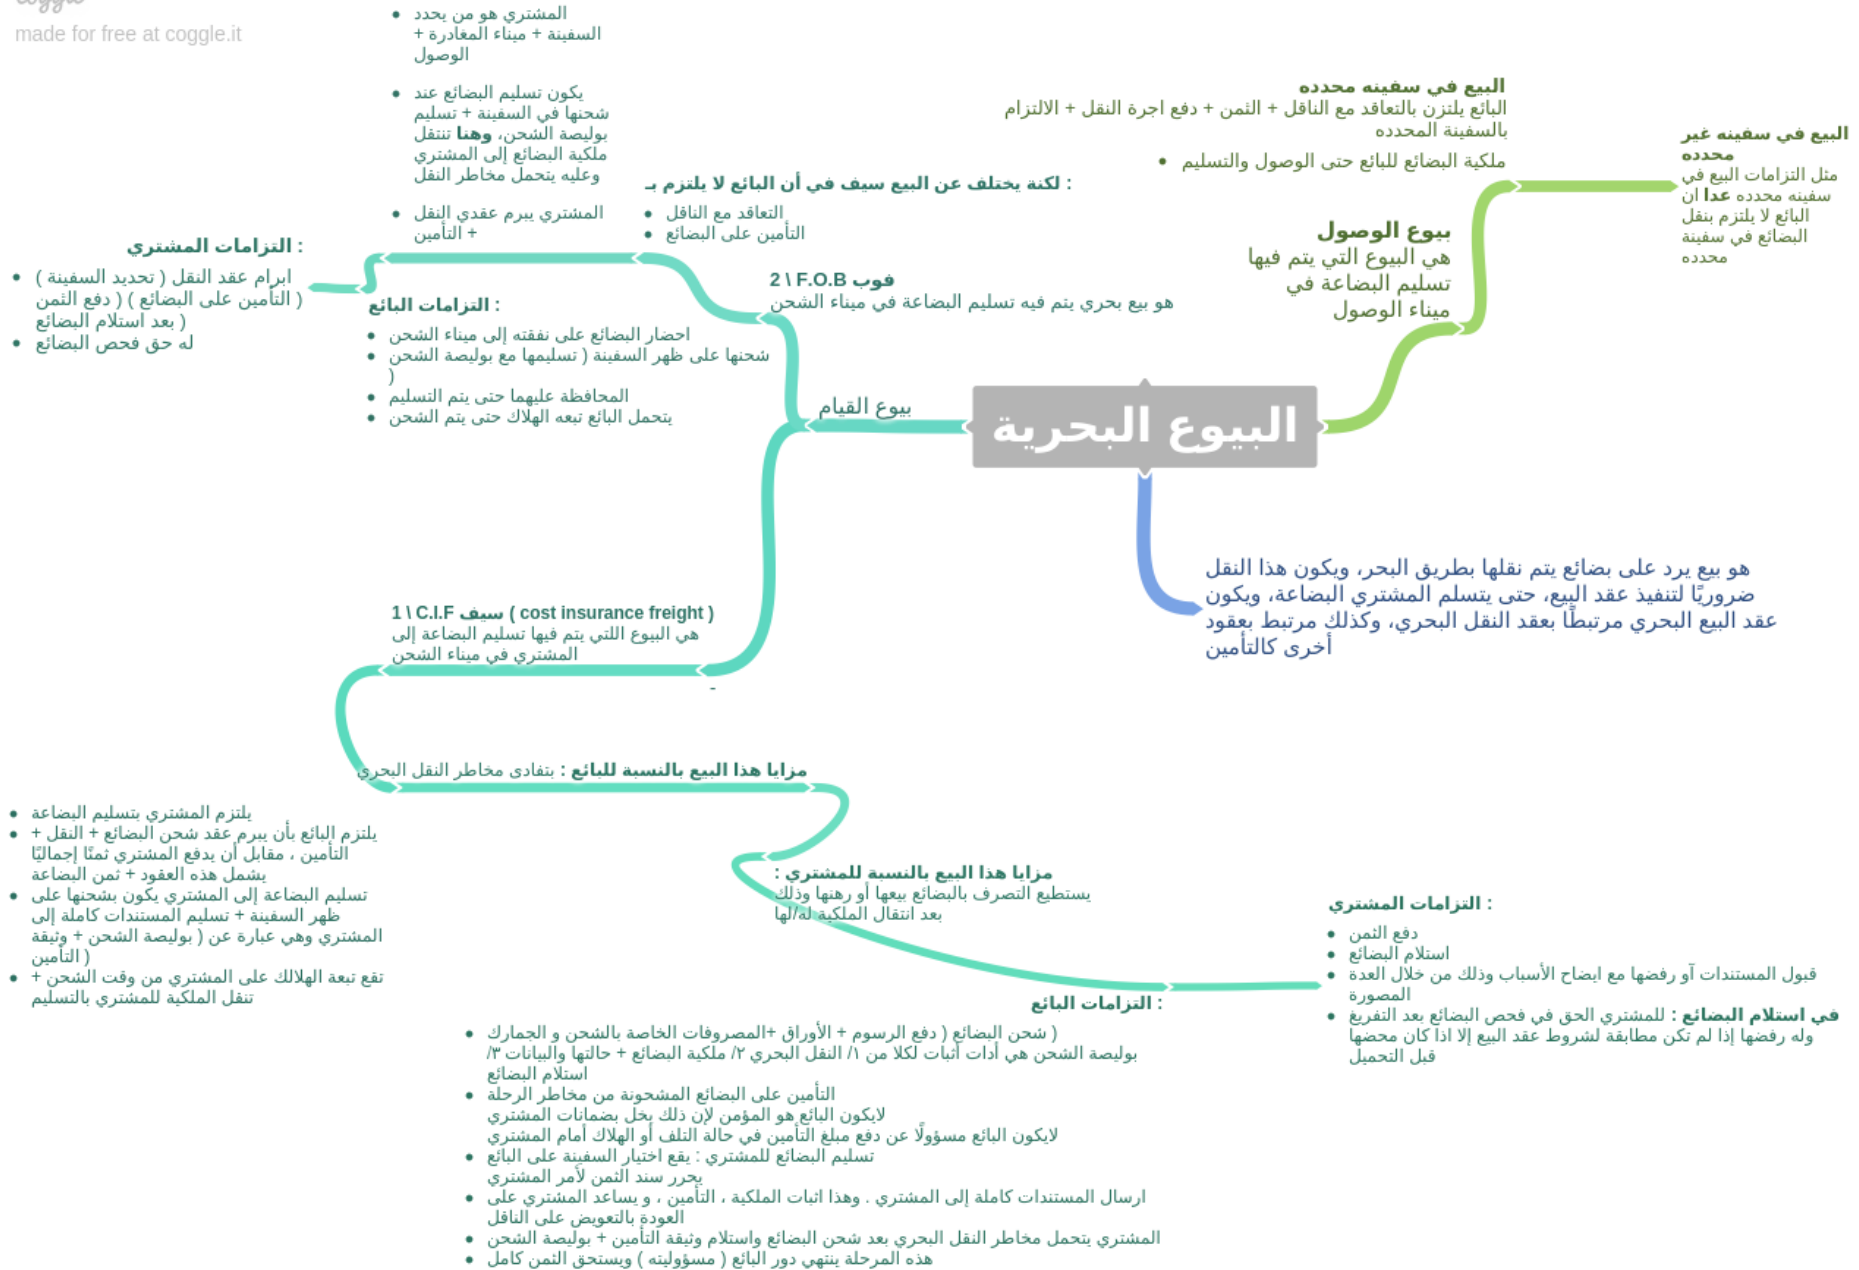 coggle
made for free at coggle.it
البيوع البحرية
هو بيع يرد على بضائع يتم نقلها بطريق البحر، ويكون هذا النقل
ضروريًا لتنفيذ عقد البيع، حتى يتسلم المشتري البضاعة، ويكون
عقد البيع البحري مرتبطًا بعقد النقل البحري، وكذلك مرتبط بعقود
أخرى كالتأمين
بيوع الوصول
هي البيوع التي يتم فيها
تسليم البضاعة في
ميناء الوصول
البيع في سفينه محدده
البائع يلتزن بالتعاقد مع الناقل + الثمن + دفع اجرة النقل + الالتزام
بالسفينة المحدده
ملكية البضائع للبائع حتى الوصول والتسليم
البيع في سفينه غير
محدده
مثل التزامات البيع في
سفينه محدده عدا ان
البائع لا يلتزم بنقل
البضائع في سفينة
محدده
بيوع القيام
2 \ F.O.B فوب
هو بيع بحري يتم فيه تسليم البضاعة في ميناء الشحن
لكنة يختلف عن البيع سيف في أن البائع لا يلتزم بـ :
التعاقد مع الناقل
التأمين على البضائع
المشتري هو من يحدد
السفينة + ميناء المغادرة +
الوصول
يكون تسليم البضائع عند
شحنها في السفينة + تسليم
بوليصة الشحن، وهنا تنتقل
ملكية البضائع إلى المشتري
وعليه يتحمل مخاطر النقل
المشتري يبرم عقدي النقل
+ التأمين
التزامات البائع :
احضار البضائع على نفقته إلى ميناء الشحن
شحنها على ظهر السفينة ( تسليمها مع بوليصة الشحن
)
المحافظة عليهما حتى يتم التسليم
يتحمل البائع تبعه الهلاك حتى يتم الشحن
التزامات المشتري :
ابرام عقد النقل ( تحديد السفينة )
( التأمين على البضائع ) ( دفع الثمن
بعد استلام البضائع )
له حق فحص البضائع
1 \ C.I.F سيف ( cost insurance freight )
هي البيوع اللتي يتم فيها تسليم البضاعة إلى
المشتري في ميناء الشحن
-
يلتزم المشتري بتسليم البضاعة
يلتزم البائع بأن يبرم عقد شحن البضائع + النقل +
التأمين ، مقابل أن يدفع المشتري ثمنًا إجماليًا
يشمل هذه العقود + ثمن البضاعة
تسليم البضاعة إلى المشتري يكون بشحنها على
ظهر السفينة + تسليم المستندات كاملة إلى
المشتري وهي عبارة عن ( بوليصة الشحن + وثيقة
التأمين )
تقع تبعة الهلالك على المشتري من وقت الشحن +
تنقل الملكية للمشتري بالتسليم
مزايا هذا البيع بالنسبة للبائع : بتفادى مخاطر النقل البحري
مزايا هذا البيع بالنسبة للمشتري :
يستطيع التصرف بالبضائع بيعها أو رهنها وذلك
بعد انتقال الملكية له/لها
التزامات البائع :
شحن البضائع ( دفع الرسوم + الأوراق +المصروفات الخاصة بالشحن و الجمارك )
بوليصة الشحن هي أدات أثبات لكلا من ١/ النقل البحري ٢/ ملكية البضائع + حالتها والبيانات ٣/
استلام البضائع
التأمين على البضائع المشحونة من مخاطر الرحلة
لايكون البائع هو المؤمن لإن ذلك يخل بضمانات المشتري
لايكون البائع مسؤولًا عن دفع مبلغ التأمين في حالة التلف أو الهلاك أمام المشتري
تسليم البضائع للمشتري : يقع اختيار السفينة على البائع
يحرر سند الثمن لأمر المشتري
ارسال المستندات كاملة إلى المشتري . وهذا اثبات الملكية ، التأمين ، و يساعد المشتري على
العودة بالتعويض على الناقل
المشتري يتحمل مخاطر النقل البحري بعد شحن البضائع واستلام وثيقة التأمين + بوليصة الشحن
هذه المرحلة ينتهي دور البائع ( مسؤوليته ) ويستحق الثمن كامل
التزامات المشتري :
دفع الثمن
استلام البضائع
قبول المستندات آو رفضها مع ايضاح الأسباب وذلك من خلال العدة
المصورة
في استلام البضائع : للمشتري الحق في فحص البضائع بعد التفريغ
وله رفضها إذا لم تكن مطابقة لشروط عقد البيع إلا اذا كان محضها
قبل التحميل